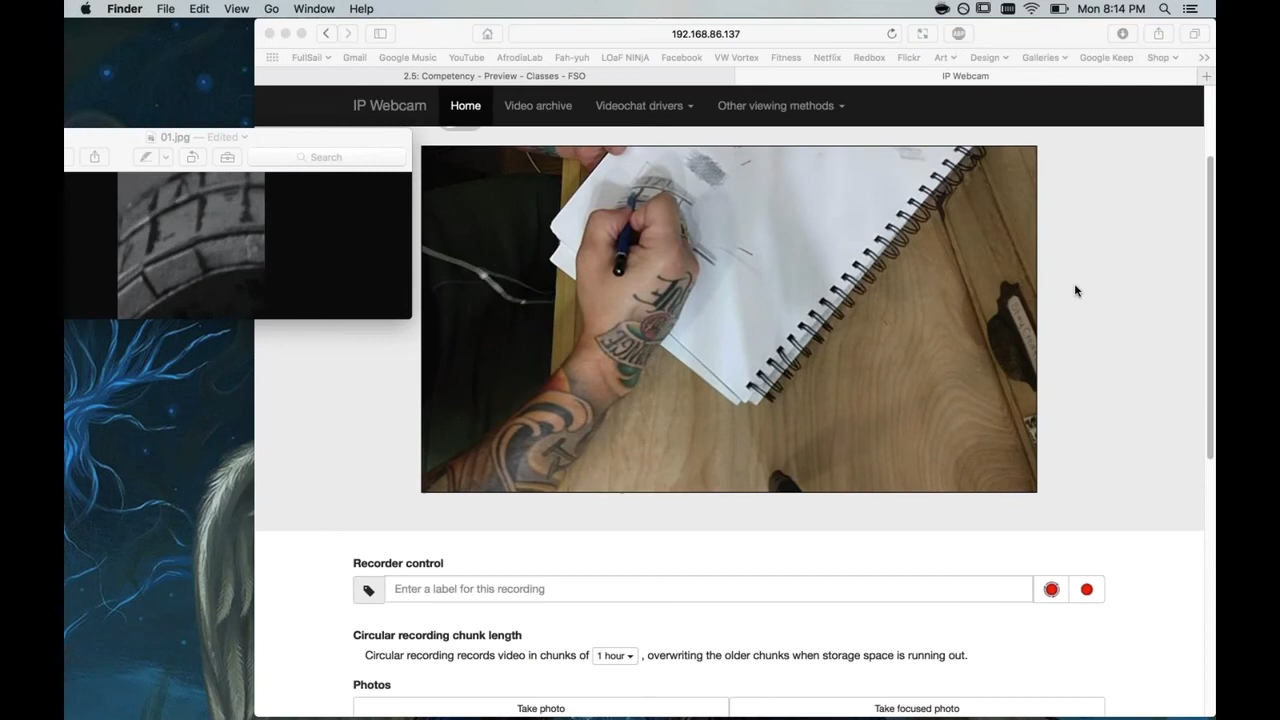 Finder File Edit View Go Window Help Mon 8:14 PM
192.168.86.137
FullSail Gmail Google Music YouTube AfrodiaLab Fah-yuh LOaF NINjA Facebook VW Vortex Fitness Netflix Redbox Flickr Art Design Galleries Google Keep Shop
2.5: Competency - Preview - Classes - FSO IP Webcam
IP Webcam Home Video archive Videochat drivers Other viewing methods
01.jpg — Edited
Search
Recorder control
Enter a label for this recording
Circular recording chunk length
Circular recording records video in chunks of 1 hour , overwriting the older chunks when storage space is running out.
Photos
Take photo Take focused photo